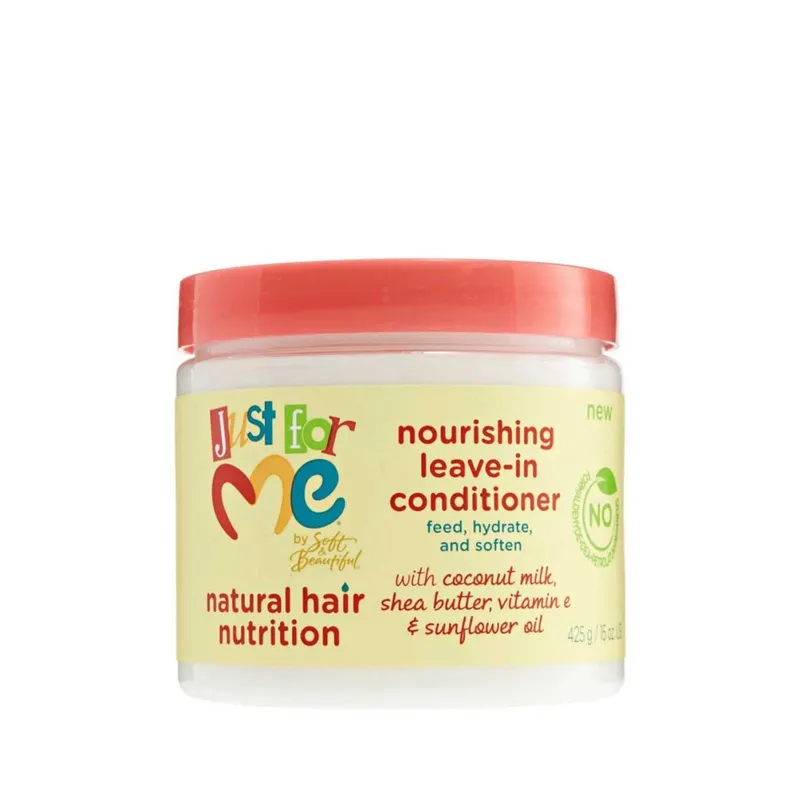 Just for
me
by Soft
& Beautiful
natural hair
nutrition
new
nourishing
leave-in
conditioner
feed, hydrate,
and soften
with coconut milk,
shea butter, vitamin e
& sunflower oil
NO
425 g / 15 oz